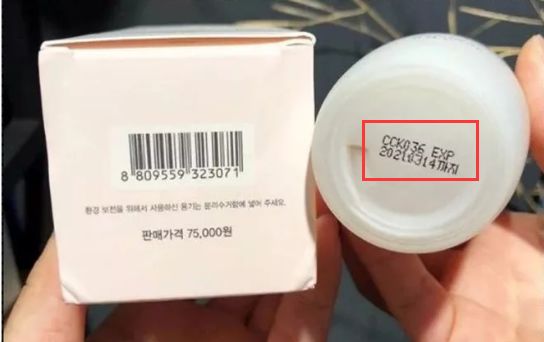 8 809559 323071
환경 보전을 위해서 사용하신 용기는 분리수거함에 넣어 주세요.
판매가격 75,000원
CCK036 EXP
20210314까지